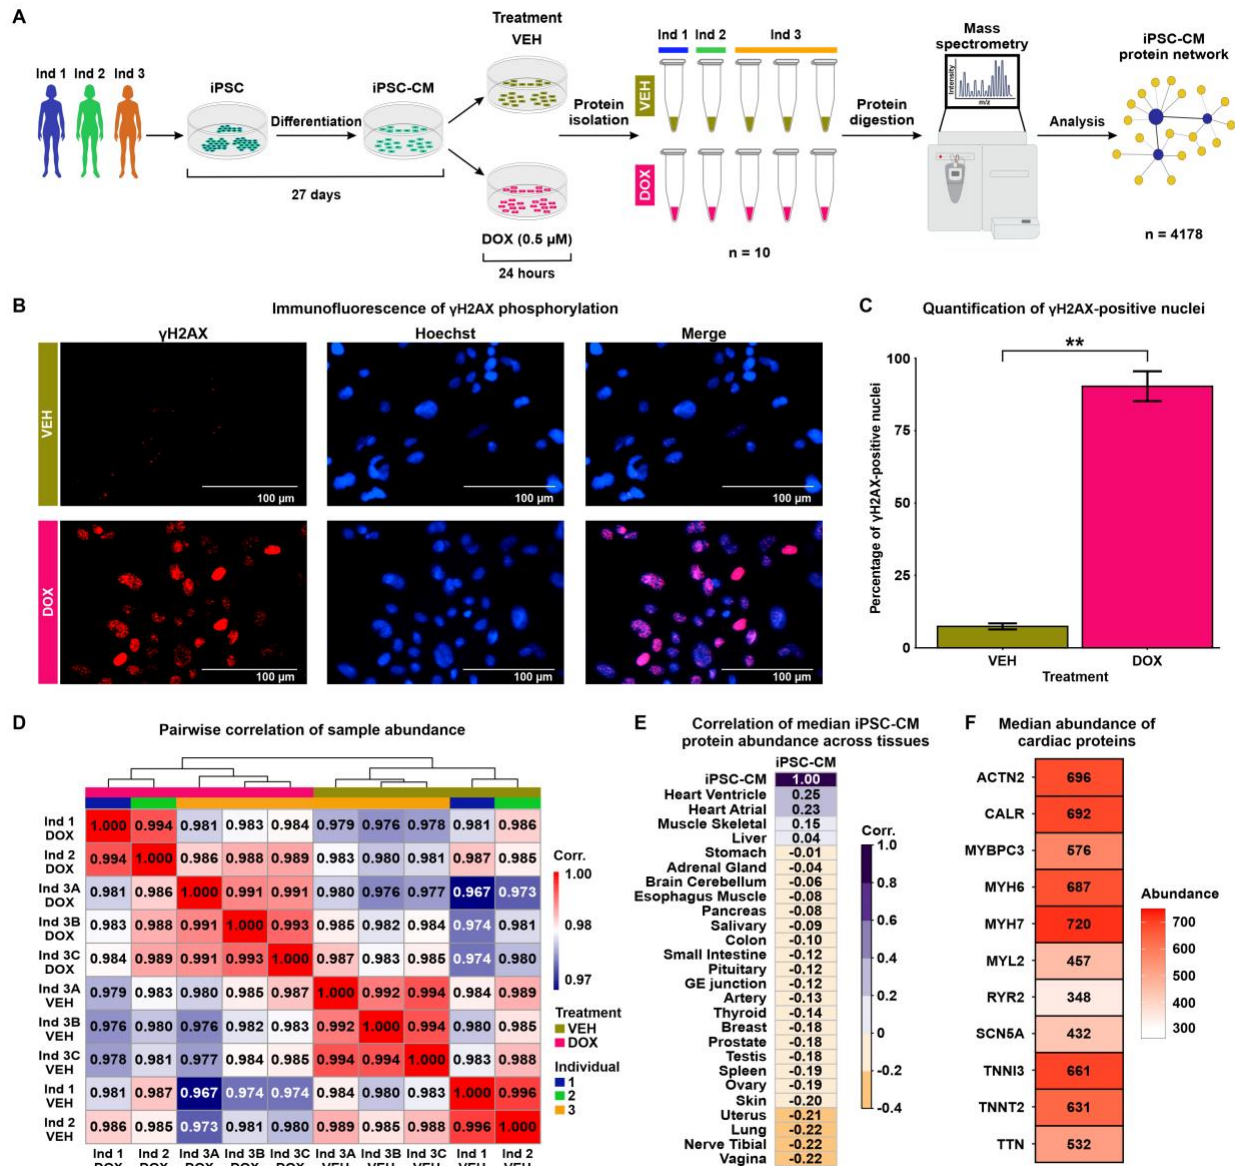 A
Ind 1 Ind 2 Ind 3
iPSC
Differentiation
iPSC-CM
27 days
Treatment
VEH
DOX (0.5 µM)
24 hours
Protein
isolation
Ind 1 Ind 2 Ind 3
VEH
DOX
n = 10
Protein
digestion
Mass
spectrometry
Intensity
m/z
Analysis
iPSC-CM
protein network
n = 4178
B
Immunofluorescence of γH2AX phosphorylation
γH2AX Hoechst Merge
VEH
100 µm 100 µm 100 µm
DOX
100 µm 100 µm 100 µm
C
Quantification of γH2AX-positive nuclei
Percentage of γH2AX-positive nuclei
100
75
50
25
0
**
VEH DOX
Treatment
D
Pairwise correlation of sample abundance
Ind 1 DOX 1.000 0.994 0.981 0.983 0.984 0.979 0.976 0.978 0.981 0.986
Ind 2 DOX 0.994 1.000 0.986 0.988 0.989 0.983 0.980 0.981 0.987 0.985
Ind 3A DOX 0.981 0.986 1.000 0.991 0.991 0.980 0.976 0.977 0.967 0.973
Ind 3B DOX 0.983 0.988 0.991 1.000 0.993 0.985 0.982 0.984 0.974 0.981
Ind 3C DOX 0.984 0.989 0.991 0.993 1.000 0.987 0.983 0.985 0.974 0.980
Ind 3A VEH 0.979 0.983 0.980 0.985 0.987 1.000 0.992 0.994 0.984 0.989
Ind 3B VEH 0.976 0.980 0.976 0.982 0.983 0.992 1.000 0.994 0.980 0.985
Ind 3C VEH 0.978 0.981 0.977 0.984 0.985 0.994 0.994 1.000 0.983 0.988
Ind 1 VEH 0.981 0.987 0.967 0.974 0.974 0.984 0.980 0.983 1.000 0.996
Ind 2 VEH 0.986 0.985 0.973 0.981 0.980 0.989 0.985 0.988 0.996 1.000
Ind 1 Ind 2 Ind 3A Ind 3B Ind 3C Ind 3A Ind 3B Ind 3C Ind 1 Ind 2
DOX DOX DOX DOX DOX VEH VEH VEH VEH VEH
Corr.
1.00
0.98
0.97
Treatment
VEH
DOX
Individual
1
2
3
E
Correlation of median iPSC-CM
protein abundance across tissues
iPSC-CM
iPSC-CM 1.00
Heart Ventricle 0.25
Heart Atrial 0.23
Muscle Skeletal 0.15
Liver 0.04
Stomach -0.01
Adrenal Gland -0.04
Brain Cerebellum -0.06
Esophagus Muscle -0.08
Pancreas -0.08
Salivary -0.09
Colon -0.10
Small Intestine -0.12
Pituitary -0.12
GE junction -0.12
Artery -0.13
Thyroid -0.14
Breast -0.18
Prostate -0.18
Testis -0.18
Spleen -0.19
Ovary -0.19
Skin -0.20
Uterus -0.21
Lung -0.22
Nerve Tibial -0.22
Vagina -0.22
Corr.
1.0
0.8
0.6
0.4
0.2
0
-0.2
-0.4
F
Median abundance of
cardiac proteins
ACTN2 696
CALR 692
MYBPC3 576
MYH6 687
MYH7 720
MYL2 457
RYR2 348
SCN5A 432
TNNI3 661
TNNT2 631
TTN 532
Abundance
700
600
500
400
300